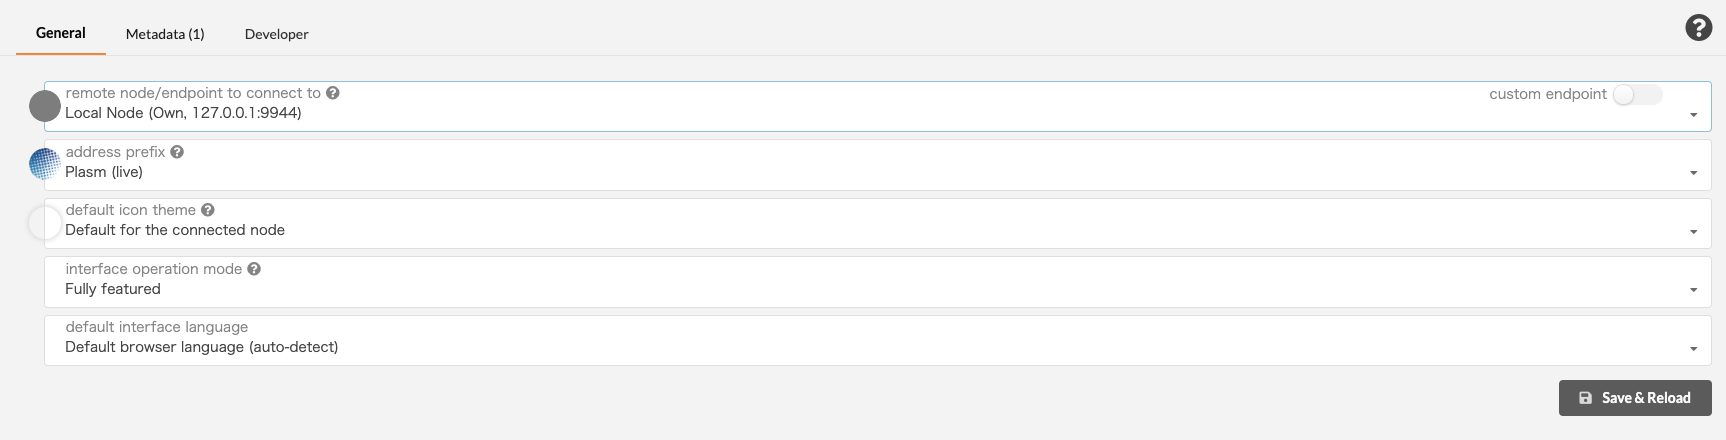 General
Metadata (1)
Developer
remote node/endpoint to connect to
custom endpoint
Local Node (Own, 127.0.0.1:9944)
address prefix
Plasm (live)
default icon theme
Default for the connected node
interface operation mode
Fully featured
default interface language
Default browser language (auto-detect)
Save & Reload